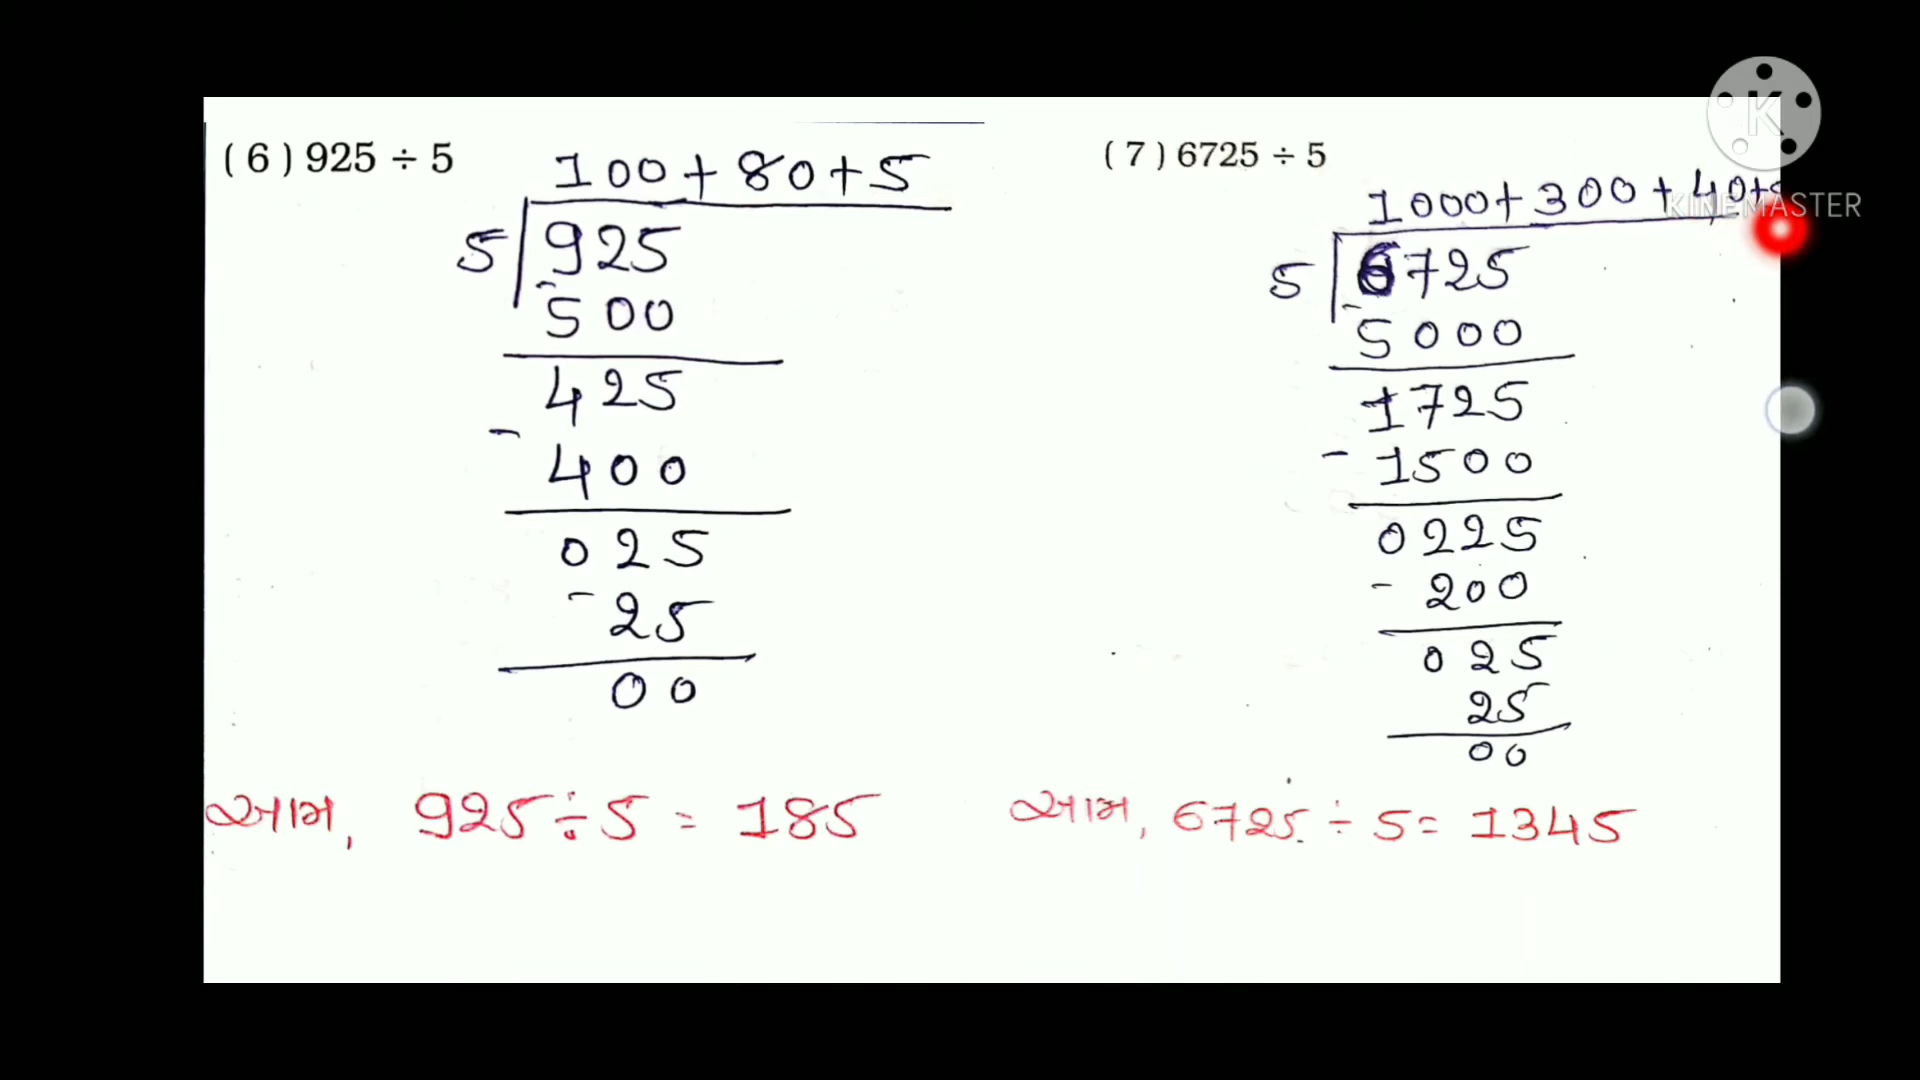 ( 6 ) 925 ÷ 5
100 + 80 + 5
5 925
- 500
425
- 400
025
- 25
00
આમ, 925 ÷ 5 = 185
( 7 ) 6725 ÷ 5
1000 + 300 + 40 + 5
5 6725
- 5000
1725
- 1500
0225
- 200
025
25
00
આમ, 6725 ÷ 5 = 1345
K
KINEMASTER